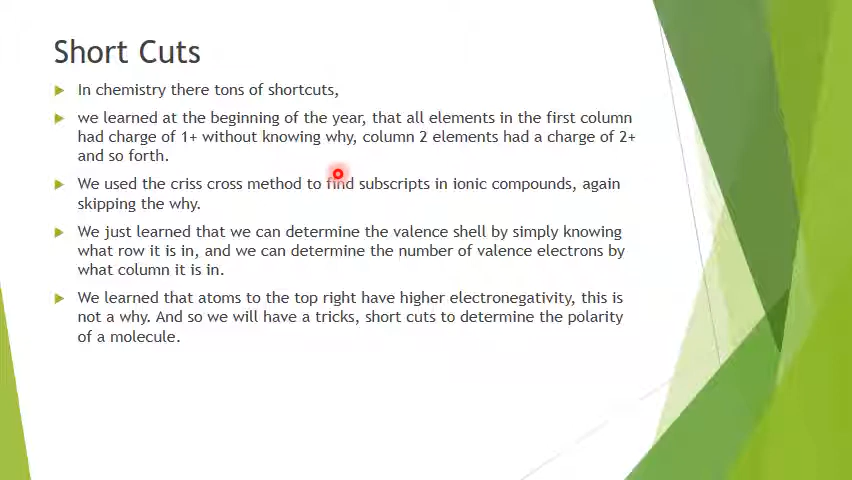 Short Cuts
In chemistry there tons of shortcuts,
we learned at the beginning of the year, that all elements in the first column
had charge of 1+ without knowing why, column 2 elements had a charge of 2+
and so forth.
We used the criss cross method to find subscripts in ionic compounds, again
skipping the why.
We just learned that we can determine the valence shell by simply knowing
what row it is in, and we can determine the number of valence electrons by
what column it is in.
We learned that atoms to the top right have higher electronegativity, this is
not a why. And so we will have a tricks, short cuts to determine the polarity
of a molecule.